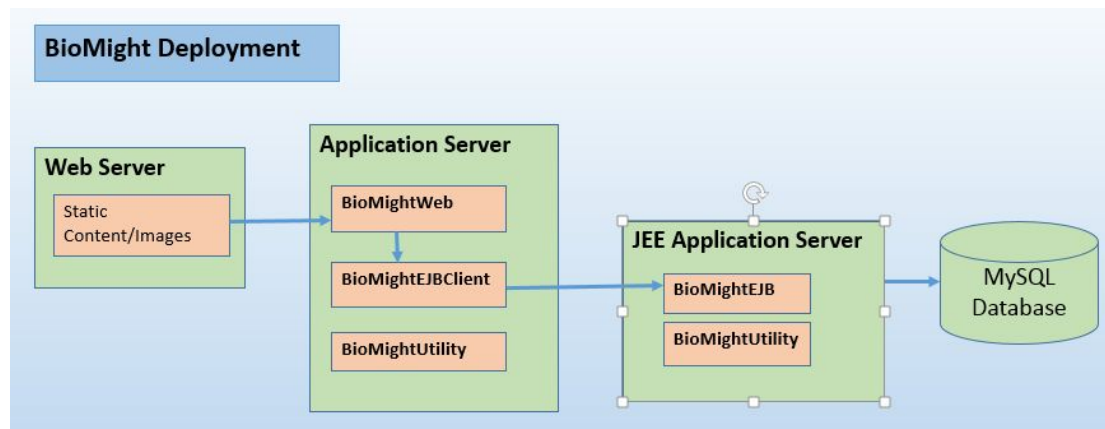 BioMight Deployment
Web Server
Static
Content/Images
Application Server
BioMightWeb
BioMightEJBClient
BioMightUtility
JEE Application Server
BioMightEJB
BioMightUtility
MySQL
Database